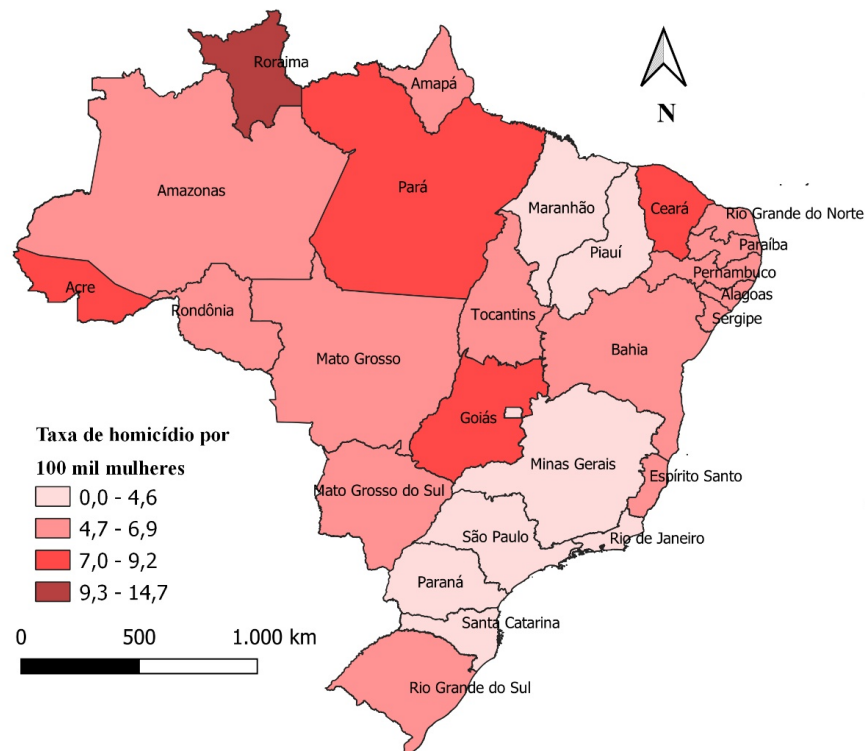 Roraima
Amapá
N
Amazonas
Pará
Maranhão
Ceará
Rio Grande do Norte
Piauí
Paraíba
Pernambuco
Acre
Alagoas
Rondônia
Tocantins
Sergipe
Mato Grosso
Bahia
Goiás
Taxa de homicídio por
100 mil mulheres
0,0 - 4,6
4,7 - 6,9
7,0 - 9,2
9,3 - 14,7
Minas Gerais
Espírito Santo
Mato Grosso do Sul
São Paulo
Rio de Janeiro
Paraná
Santa Catarina
0 500 1.000 km
Rio Grande do Sul